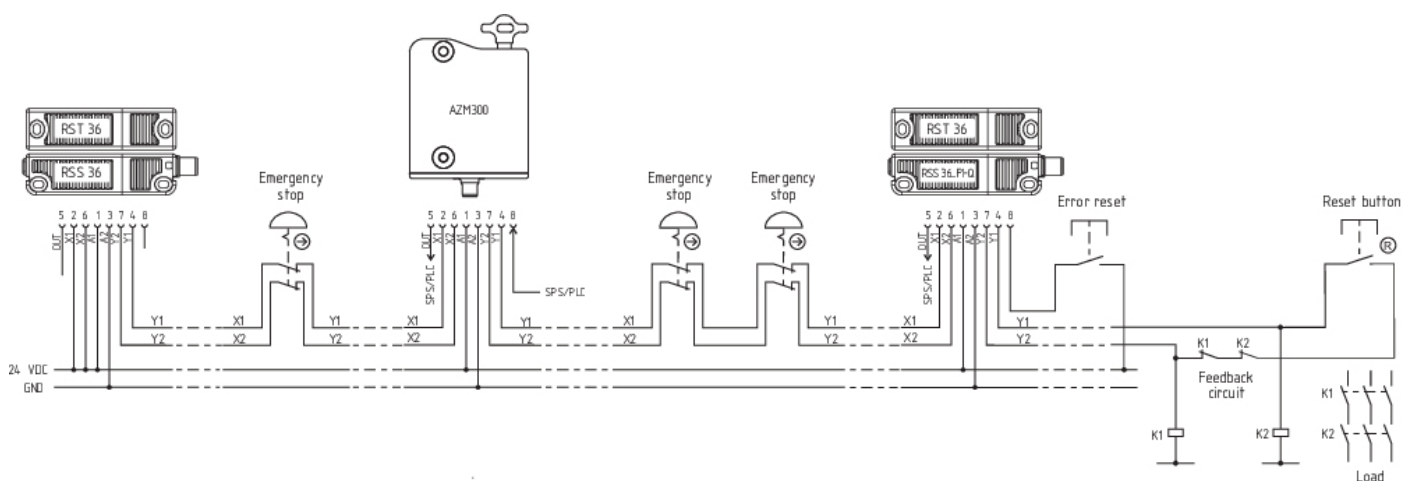 AZM300
RST 36
RSS 36
RST 36
RSS 36..P1-Q
Emergency
stop
Emergency
stop
Emergency
stop
Error reset
Reset button
R
5 2 6 1 3 7 4 8
OUT X1 X2 A1 A2 Y2 Y1
5 2 6 1 3 7 4 8
OUT X1 X2 A1 A2 Y2 Y1
5 2 6 1 3 7 4 8
OUT X1 X2 A1 A2 Y2 Y1
SPS/PLC
SPS/PLC
SPS/PLC
Y1 X1 Y1 X1 Y1 X1 Y1 X1 Y1
Y2 X2 Y2 X2 Y2 X2 Y2 X2 Y2
24 VDC
GND
K1 K2
Feedback
circuit
K1
K2
K1
K2
Load